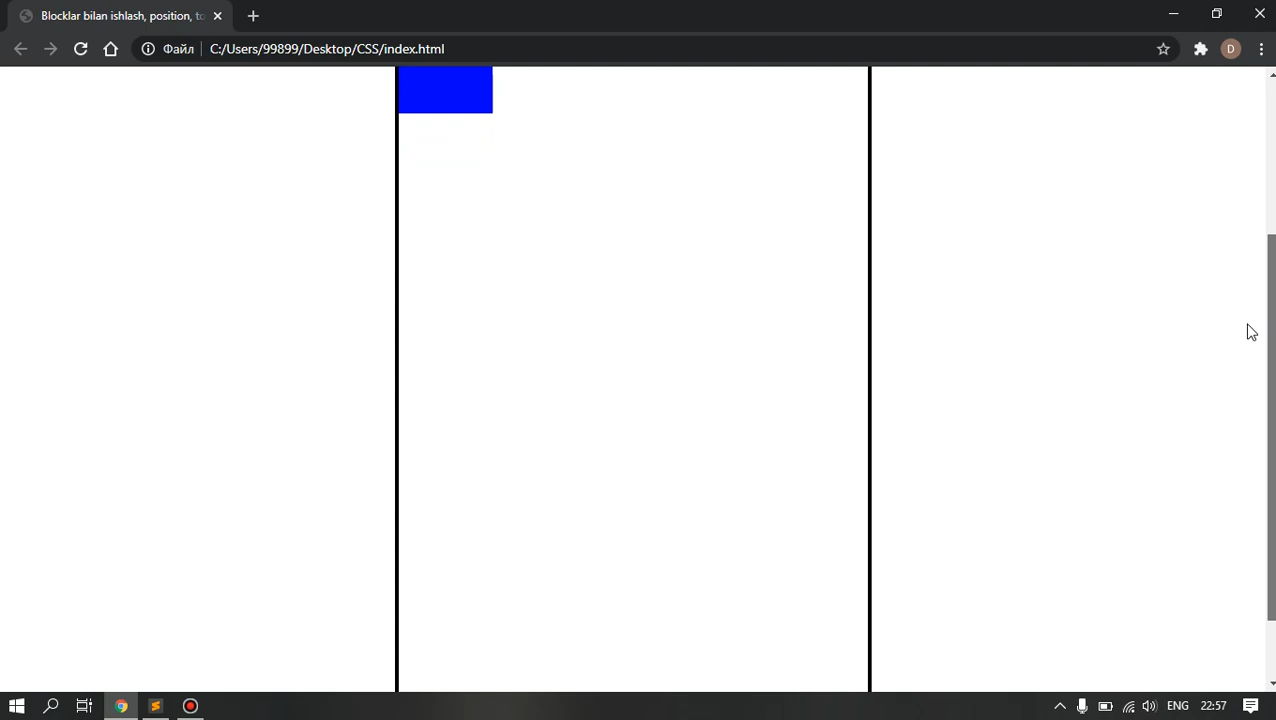 Blocklar bilan ishlash, position, to
Файл
C:/Users/99899/Desktop/CSS/index.html
D
ENG
22:57